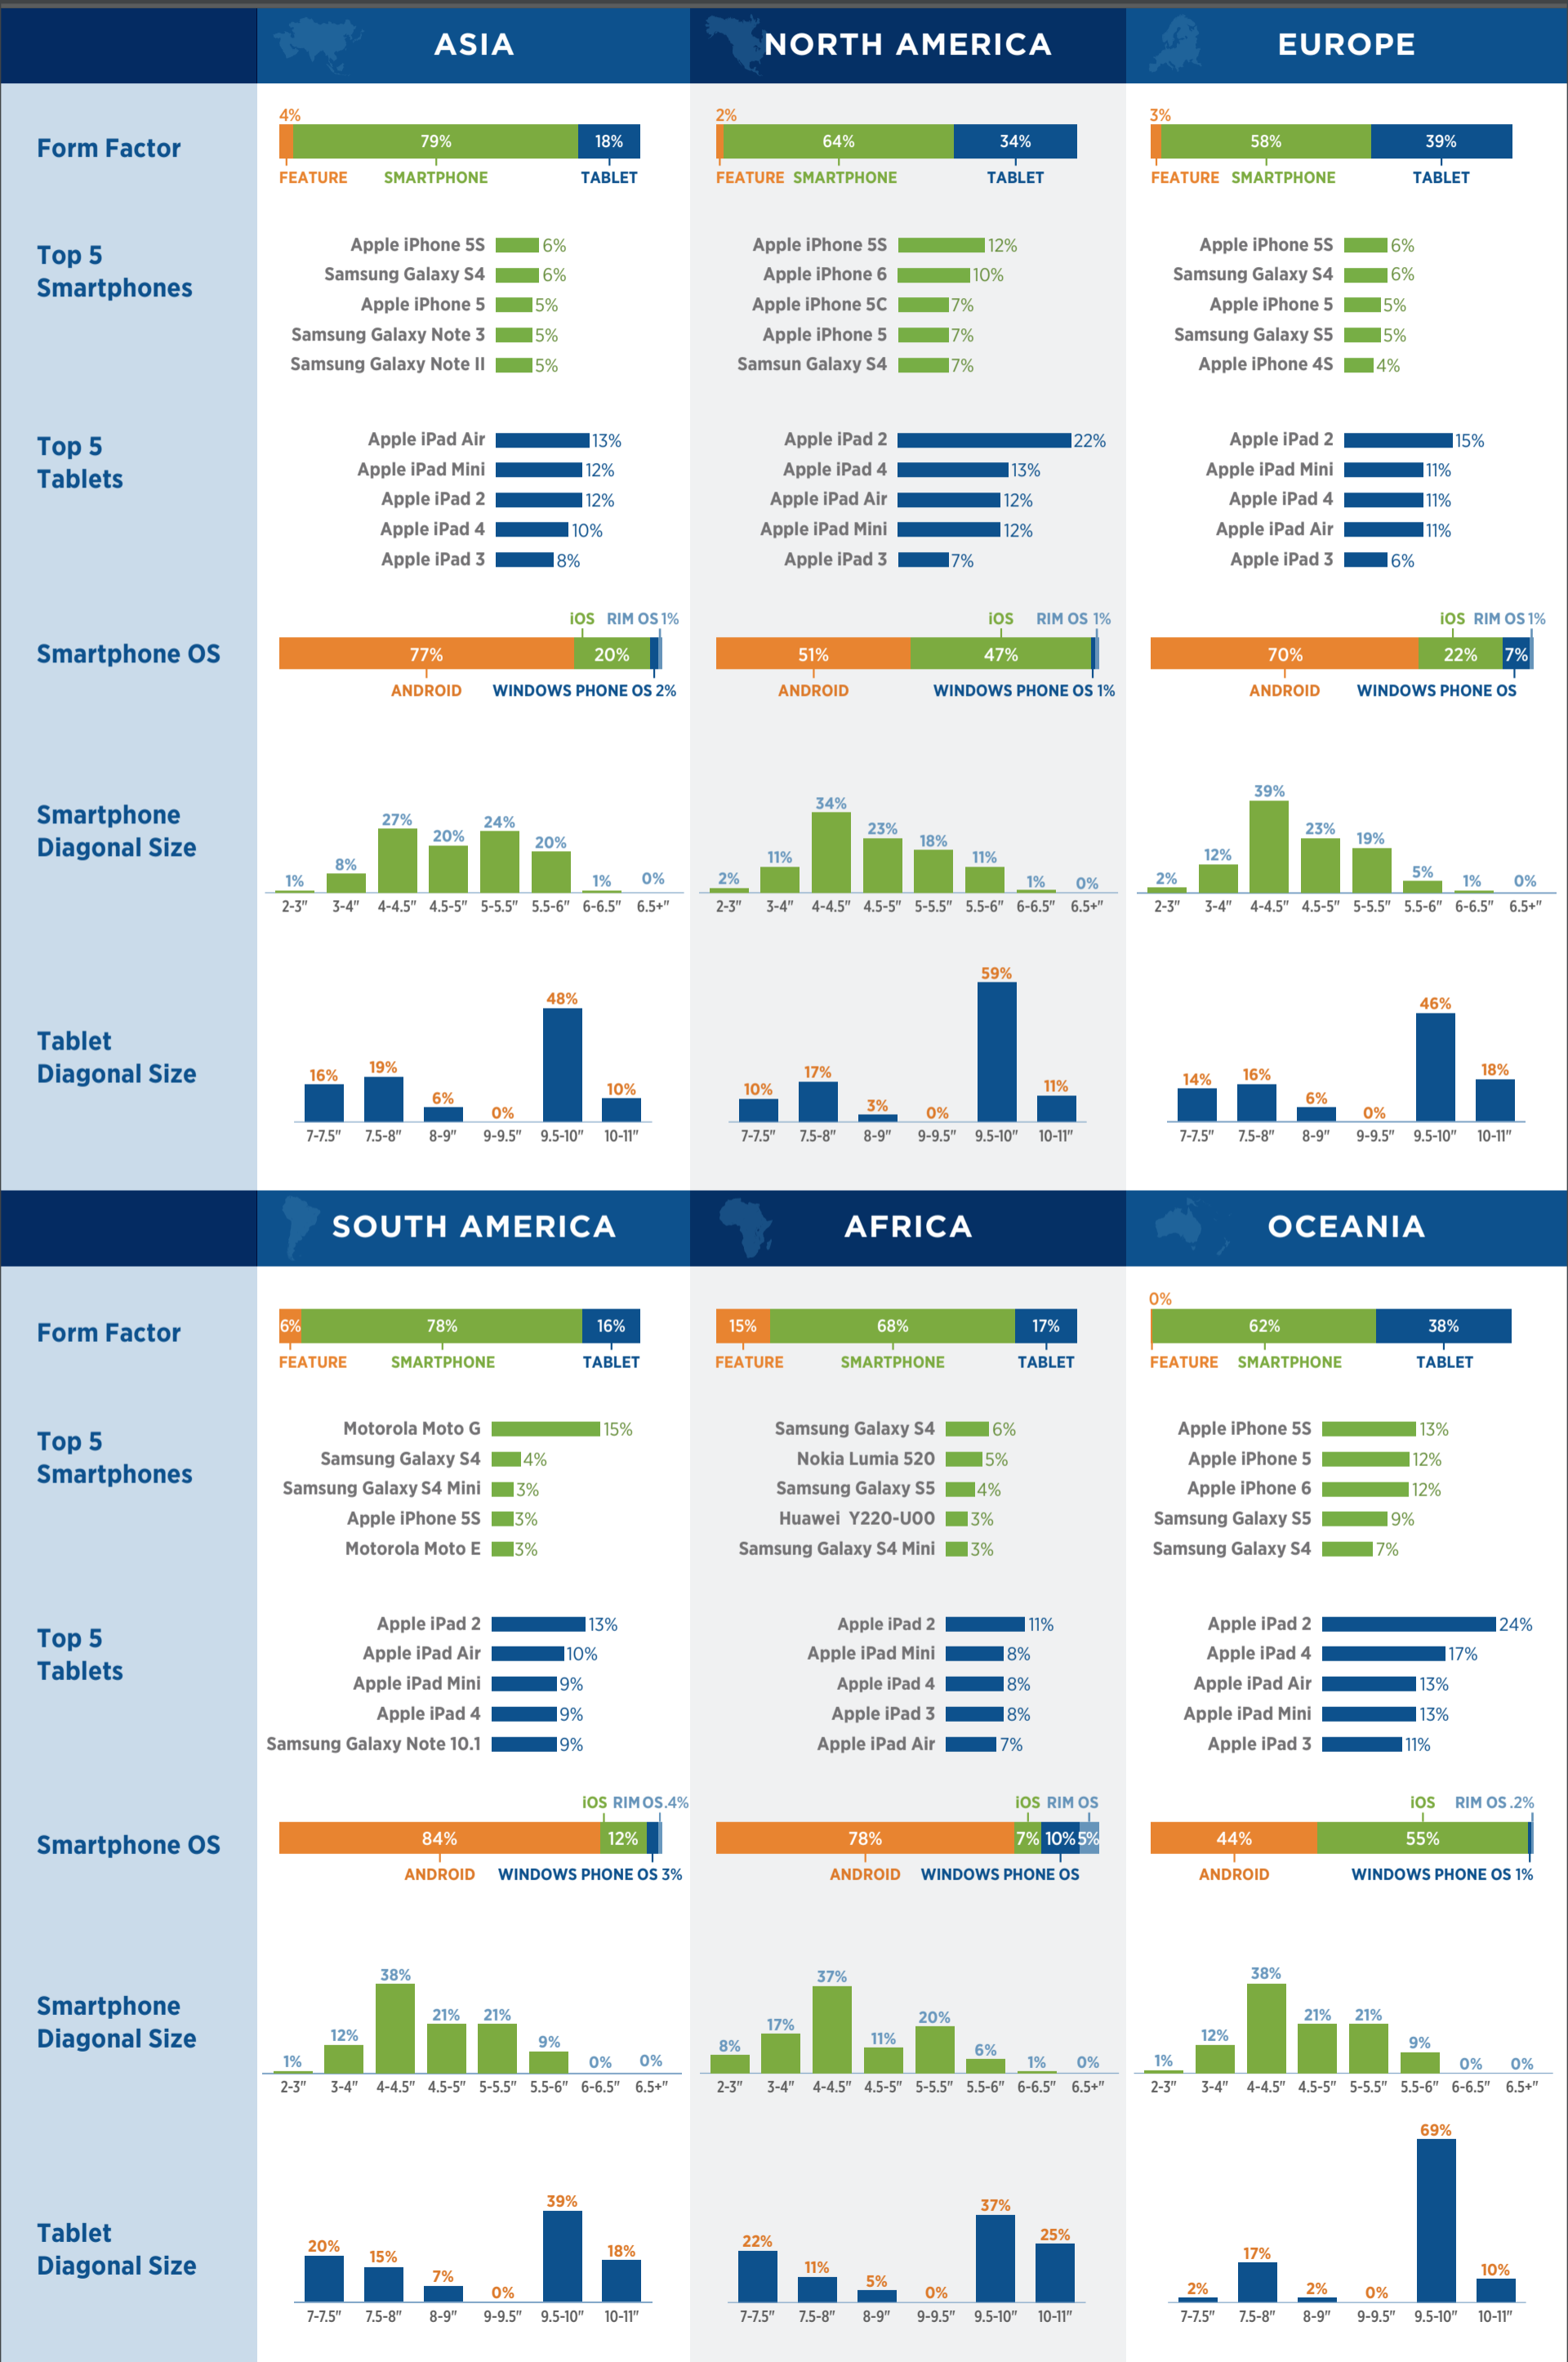 ASIA
NORTH AMERICA
EUROPE
Form Factor
4%
79%
18%
FEATURE SMARTPHONE TABLET
2%
64%
34%
FEATURE SMARTPHONE TABLET
3%
58%
39%
FEATURE SMARTPHONE TABLET
Top 5
Smartphones
Apple iPhone 5S 6%
Samsung Galaxy S4 6%
Apple iPhone 5 5%
Samsung Galaxy Note 3 5%
Samsung Galaxy Note II 5%
Apple iPhone 5S 12%
Apple iPhone 6 10%
Apple iPhone 5C 7%
Apple iPhone 5 7%
Samsun Galaxy S4 7%
Apple iPhone 5S 6%
Samsung Galaxy S4 6%
Apple iPhone 5 5%
Samsung Galaxy S5 5%
Apple iPhone 4S 4%
Top 5
Tablets
Apple iPad Air 13%
Apple iPad Mini 12%
Apple iPad 2 12%
Apple iPad 4 10%
Apple iPad 3 8%
Apple iPad 2 22%
Apple iPad 4 13%
Apple iPad Air 12%
Apple iPad Mini 12%
Apple iPad 3 7%
Apple iPad 2 15%
Apple iPad Mini 11%
Apple iPad 4 11%
Apple iPad Air 11%
Apple iPad 3 6%
Smartphone OS
iOS RIM OS 1%
77% 20%
ANDROID WINDOWS PHONE OS 2%
iOS RIM OS 1%
51% 47%
ANDROID WINDOWS PHONE OS 1%
iOS RIM OS 1%
70% 22% 7%
ANDROID WINDOWS PHONE OS
Smartphone
Diagonal Size
1% 8% 27% 20% 24% 20% 1% 0%
2-3" 3-4" 4-4.5" 4.5-5" 5-5.5" 5.5-6" 6-6.5" 6.5+"
2% 11% 34% 23% 18% 11% 1% 0%
2-3" 3-4" 4-4.5" 4.5-5" 5-5.5" 5.5-6" 6-6.5" 6.5+"
2% 12% 39% 23% 19% 5% 1% 0%
2-3" 3-4" 4-4.5" 4.5-5" 5-5.5" 5.5-6" 6-6.5" 6.5+"
Tablet
Diagonal Size
16% 19% 6% 0% 48% 10%
7-7.5" 7.5-8" 8-9" 9-9.5" 9.5-10" 10-11"
10% 17% 3% 0% 59% 11%
7-7.5" 7.5-8" 8-9" 9-9.5" 9.5-10" 10-11"
14% 16% 6% 0% 46% 18%
7-7.5" 7.5-8" 8-9" 9-9.5" 9.5-10" 10-11"
SOUTH AMERICA
AFRICA
OCEANIA
Form Factor
6% 78% 16%
FEATURE SMARTPHONE TABLET
15% 68% 17%
FEATURE SMARTPHONE TABLET
0%
62% 38%
FEATURE SMARTPHONE TABLET
Top 5
Smartphones
Motorola Moto G 15%
Samsung Galaxy S4 4%
Samsung Galaxy S4 Mini 3%
Apple iPhone 5S 3%
Motorola Moto E 3%
Samsung Galaxy S4 6%
Nokia Lumia 520 5%
Samsung Galaxy S5 4%
Huawei Y220-U00 3%
Samsung Galaxy S4 Mini 3%
Apple iPhone 5S 13%
Apple iPhone 5 12%
Apple iPhone 6 12%
Samsung Galaxy S5 9%
Samsung Galaxy S4 7%
Top 5
Tablets
Apple iPad 2 13%
Apple iPad Air 10%
Apple iPad Mini 9%
Apple iPad 4 9%
Samsung Galaxy Note 10.1 9%
Apple iPad 2 11%
Apple iPad Mini 8%
Apple iPad 4 8%
Apple iPad 3 8%
Apple iPad Air 7%
Apple iPad 2 24%
Apple iPad 4 17%
Apple iPad Air 13%
Apple iPad Mini 13%
Apple iPad 3 11%
Smartphone OS
iOS RIM OS .4%
84% 12%
ANDROID WINDOWS PHONE OS 3%
iOS RIM OS
78% 7% 10% 5%
ANDROID WINDOWS PHONE OS
iOS RIM OS .2%
44% 55%
ANDROID WINDOWS PHONE OS 1%
Smartphone
Diagonal Size
1% 12% 38% 21% 21% 9% 0% 0%
2-3" 3-4" 4-4.5" 4.5-5" 5-5.5" 5.5-6" 6-6.5" 6.5+"
8% 17% 37% 11% 20% 6% 1% 0%
2-3" 3-4" 4-4.5" 4.5-5" 5-5.5" 5.5-6" 6-6.5" 6.5+"
1% 12% 38% 21% 21% 9% 0% 0%
2-3" 3-4" 4-4.5" 4.5-5" 5-5.5" 5.5-6" 6-6.5" 6.5+"
Tablet
Diagonal Size
20% 15% 7% 0% 39% 18%
7-7.5" 7.5-8" 8-9" 9-9.5" 9.5-10" 10-11"
22% 11% 5% 0% 37% 25%
7-7.5" 7.5-8" 8-9" 9-9.5" 9.5-10" 10-11"
2% 17% 2% 0% 69% 10%
7-7.5" 7.5-8" 8-9" 9-9.5" 9.5-10" 10-11"